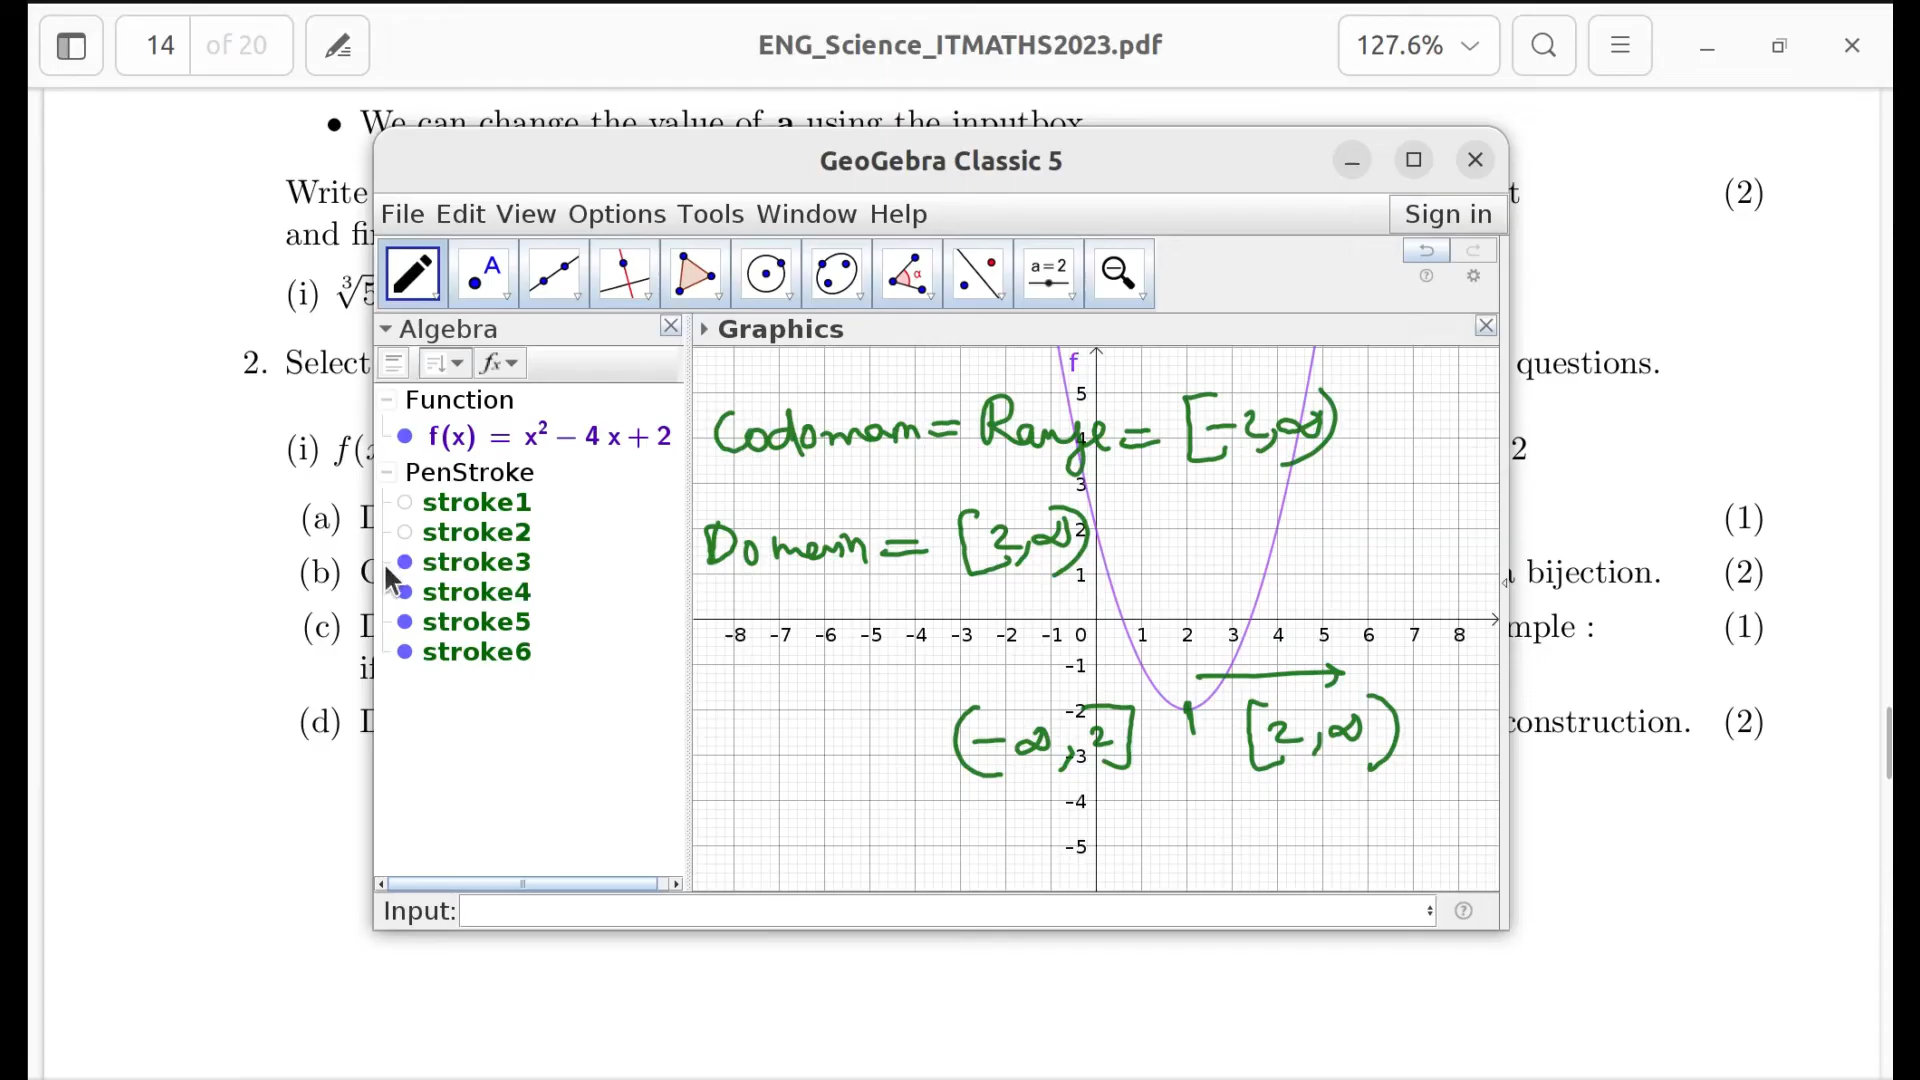 14 of 20
ENG_Science_ITMATHS2023.pdf
127.6%
• We can change the value of a using the inputbox
GeoGebra Classic 5
Write
(2)
and
File Edit View Options Tools Window Help
Sign in
A
α
a=2
(i) ∛5
Algebra
Graphics
2. Select
questions.
Function
f(x) = x² − 4 x + 2
f
Codomain = Range = [-2,∞)
(i) f(x
2
PenStroke
stroke1
stroke2
stroke3
stroke4
stroke5
stroke6
Domain = [2,∞)
5
3
2
1
-8 -7 -6 -5 -4 -3 -2 -1 0 1 2 3 4 5 6 7 8
-1
-2
-3
-4
-5
(-∞,2]
[2,∞)
(a)
(1)
(b)
bijection. (2)
(c)
mple : (1)
(d)
construction. (2)
Input: